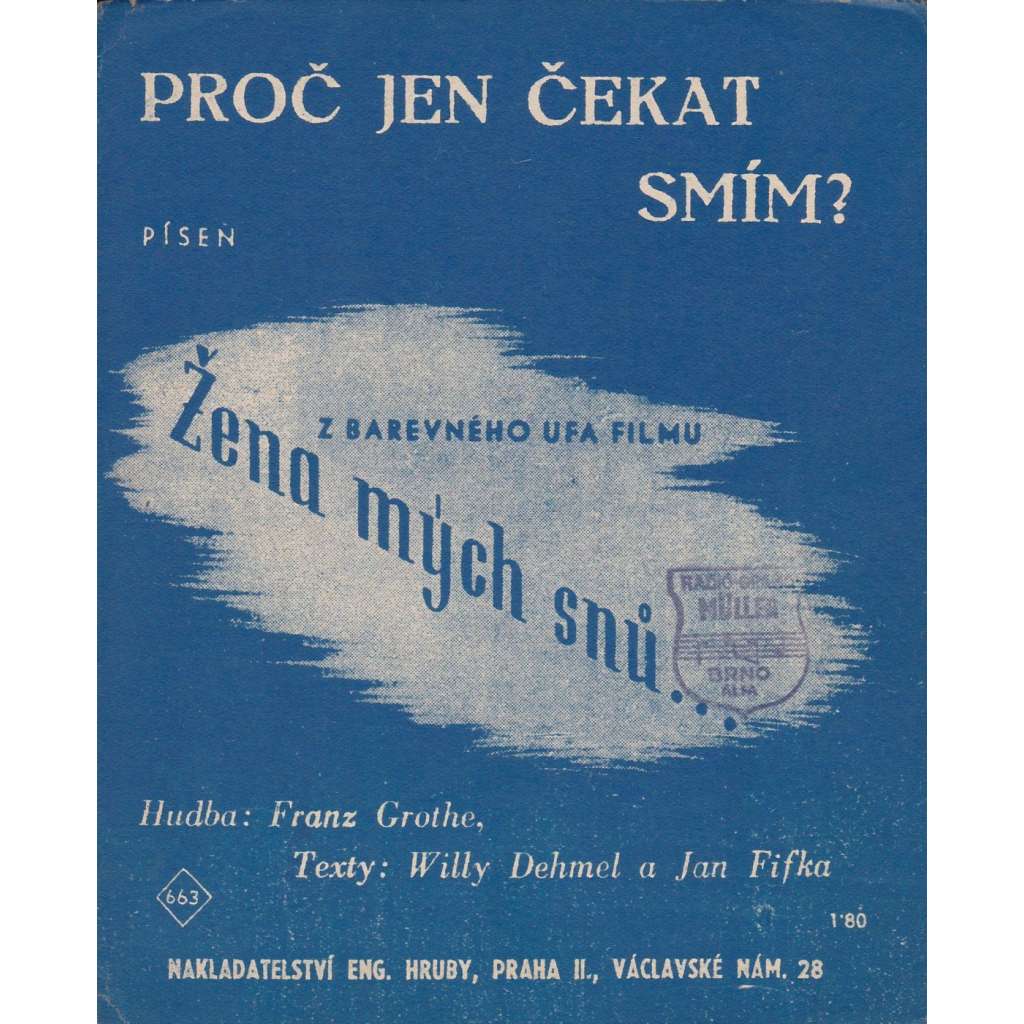 PROČ JEN ČEKAT
SMÍM?
PÍSEŇ
Z BAREVNÉHO UFA FILMU
Žena mých snů...
MÜLLER
BRNO
ALFA
Hudba: Franz Grothe,
Texty: Willy Dehmel a Jan Fifka
663
1·80
NAKLADATELSTVÍ ENG. HRUBY, PRAHA II., VÁCLAVSKÉ NÁM. 28